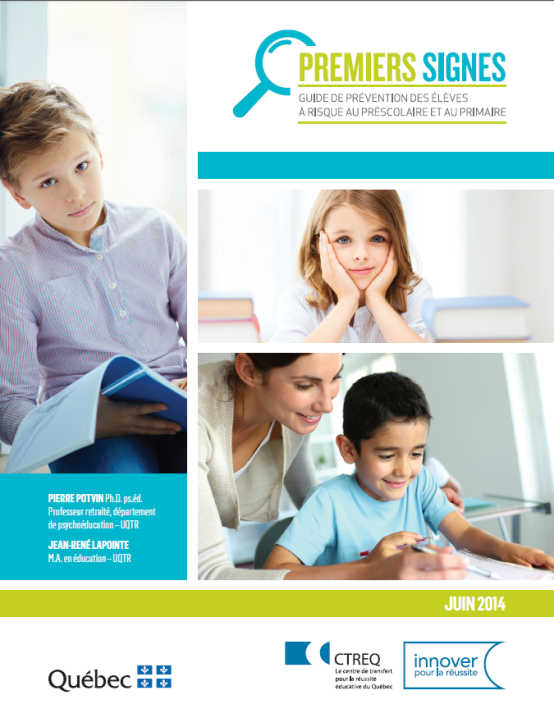 PREMIERS SIGNES
GUIDE DE PRÉVENTION DES ÉLÈVES
À RISQUE AU PRÉSCOLAIRE ET AU PRIMAIRE
PIERRE POTVIN Ph.D. ps.éd.
Professeur retraité, département
de psychoéducation – UQTR
JEAN-RENÉ LAPOINTE
M.A. en éducation – UQTR
JUIN 2014
Québec
CTREQ
Le centre de transfert
pour la réussite
éducative du Québec
innover
pour la réussite